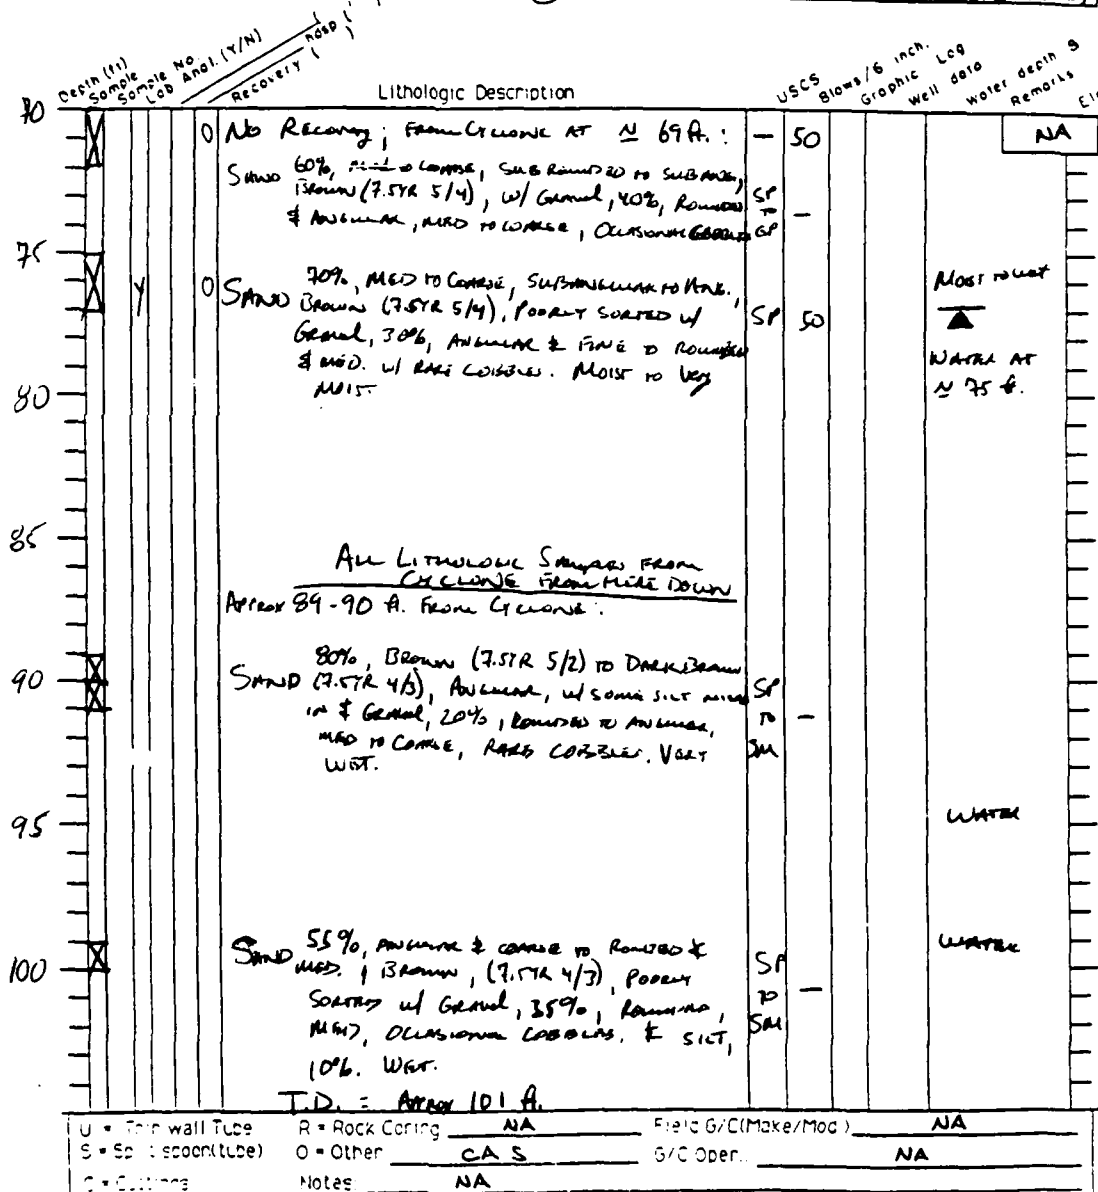 Depth (ft)
Sample
Sample No.
Lab Anal. (Y/N)
Recovery ( )
Lithologic Description
USCS
Blows/6 inch.
Graphic Log
Well data
Water depth &
Remarks
70
O No Recovery; From Cyclone at ≈ 69 ft.: — 50 NA
Sand 60%, to coarse, subrounded to subang,
Brown (7.5YR 5/4), w/ Gravel, 40%, Rounded SP
& Angular, med to coarse, Occasional Cobbles to GP —
75
Y O Sand 70%, Med to Coarse, subangular to Ang., Moist to wet
Brown (7.5YR 5/4), Poorly Sorted w/ SP 50
Gravel, 30%, Angular & Fine to Rounded
& med. w/ rare cobbles. Moist to Very Water at
80 Moist. ≈ 75 ft.
85
All Lithologic Samples From
Cyclone From Here Down
Approx 89-90 ft. From Cyclone:
80%, Brown (7.5YR 5/2) to Dark Brown
90 Sand (7.5YR 4/3), Angular, w/ some silt mixed SP
in & Gravel, 20%, Rounded to Angular, to —
med to coarse, rare cobbles. Very SM
Wet.
95 Water
Sand 55%, Angular & coarse to Rounded & Water
100 med., Brown, (7.5YR 4/3), Poorly SP
Sorted w/ Gravel, 35%, Rounded, to —
med, occasional cobbles. & silt, SM
10%. Wet.
T.D. = Approx 101 ft.
U = Thin wall Tube R = Rock Coring NA Field G/C(Make/Mod.) NA
S = Split spoon(tube) O = Other CA S G/C Oper.. NA
C = Cuttings Notes: NA